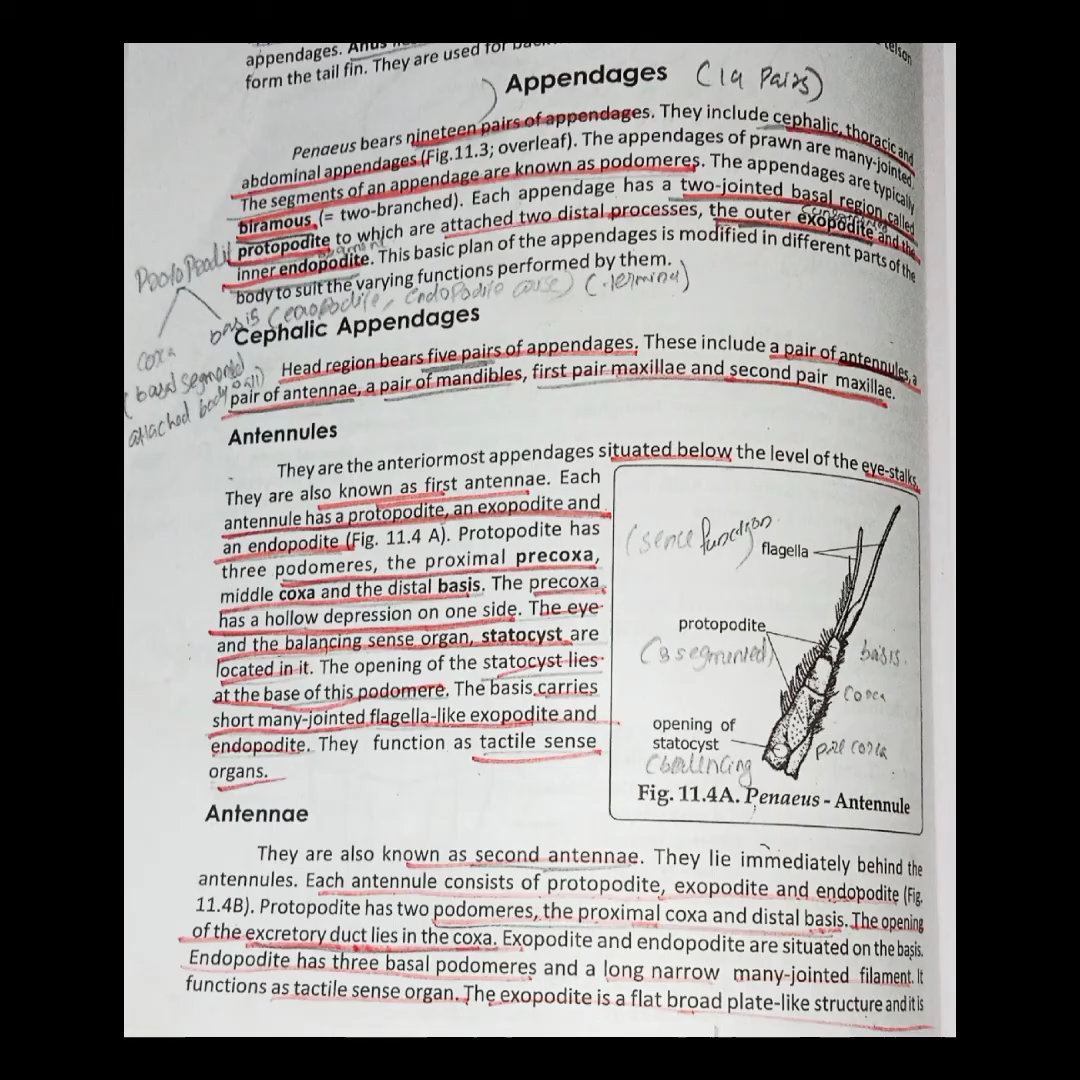 appendages. Anus
form the tail fin. They are used for
telson
Appendages (19 Pairs)
Penaeus bears nineteen pairs of appendages. They include cephalic, thoracic and
abdominal appendages (Fig.11.3; overleaf). The appendages of prawn are many-jointed.
The segments of an appendage are known as podomeres. The appendages are typically
biramous (= two-branched). Each appendage has a two-jointed basal region called
protopodite to which are attached two distal processes, the outer exopodite and the
inner endopodite. This basic plan of the appendages is modified in different parts of the
body to suit the varying functions performed by them.
basis
Cephalic Appendages
coxa
(basal segmented
attached body
Head region bears five pairs of appendages. These include a pair of antennules, a
pair of antennae, a pair of mandibles, first pair maxillae and second pair maxillae.
Antennules
They are the anteriormost appendages situated below the level of the eye-stalks.
They are also known as first antennae. Each
antennule has a protopodite, an exopodite and
an endopodite (Fig. 11.4 A). Protopodite has
three podomeres, the proximal precoxa,
middle coxa and the distal basis. The precoxa
has a hollow depression on one side. The eye
and the balancing sense organ, statocyst are
located in it. The opening of the statocyst lies
at the base of this podomere. The basis carries
short many-jointed flagella-like exopodite and
endopodite. They function as tactile sense
organs.
(sence function
flagella
protopodite
(3 segmented)
basis
coxa
opening of
statocyst
pre coxa
Fig. 11.4A. Penaeus - Antennule
Antennae
They are also known as second antennae. They lie immediately behind the
antennules. Each antennule consists of protopodite, exopodite and endopodite (Fig.
11.4B). Protopodite has two podomeres, the proximal coxa and distal basis. The opening
of the excretory duct lies in the coxa. Exopodite and endopodite are situated on the basis.
Endopodite has three basal podomeres and a long narrow many-jointed filament. It
functions as tactile sense organ. The exopodite is a flat broad plate-like structure and it is